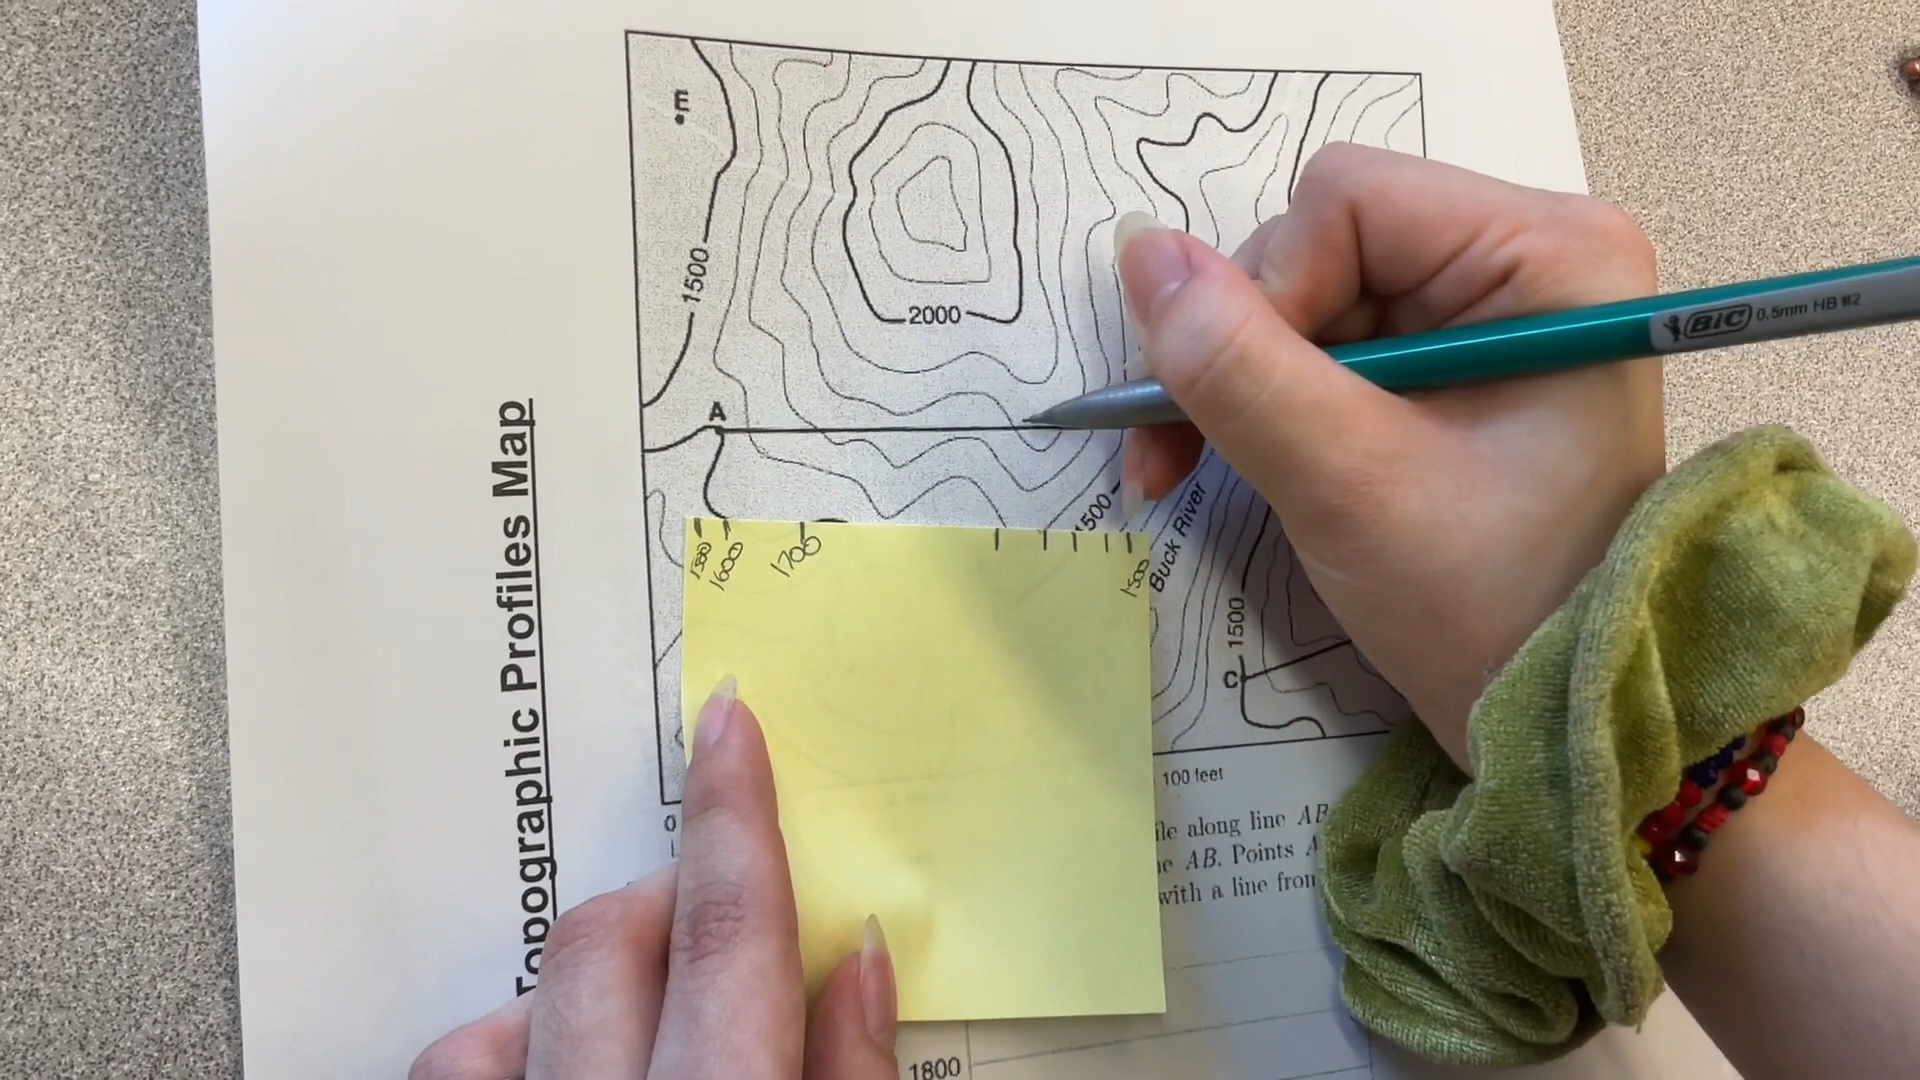 Topographic Profiles Map
E
1500
2000
A
1500
Buck River
1500
C
1500
1600
1700
1500
100 feet
0
ile along line AB
AB. Points A
with a line from
1800
BIC 0.5mm HB #2